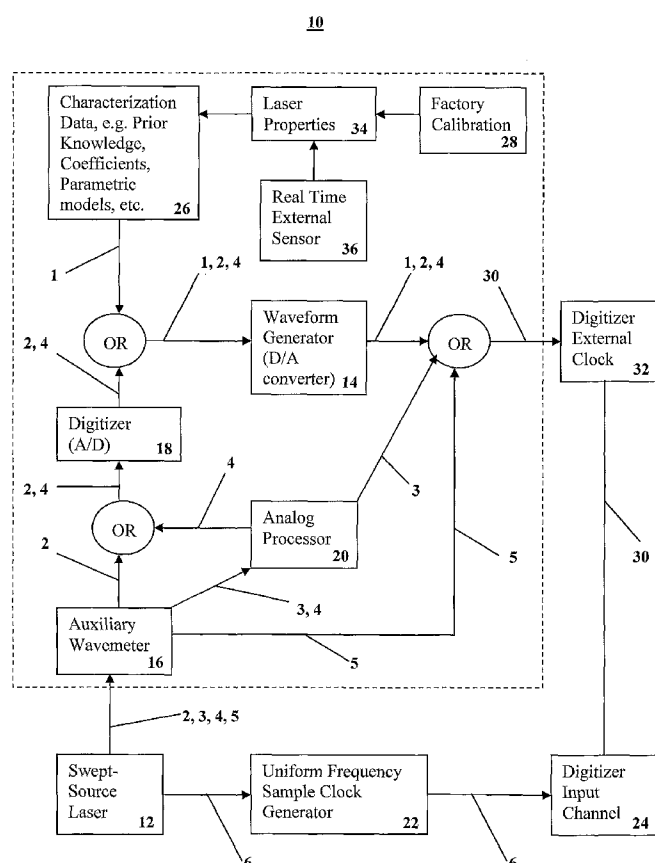 10
Characterization
Data, e.g. Prior
Knowledge,
Coefficients,
Parametric
models, etc.
26
Laser
Properties
34
Factory
Calibration
28
Real Time
External
Sensor
36
1
1, 2, 4
1, 2, 4
30
OR
Waveform
Generator
(D/A
converter)
14
OR
Digitizer
External
Clock
32
2, 4
Digitizer
(A/D)
18
3
2, 4
4
OR
Analog
Processor
20
5
30
2
3, 4
Auxiliary
Wavemeter
16
5
2, 3, 4, 5
Swept-
Source
Laser
12
Uniform Frequency
Sample Clock
Generator
22
Digitizer
Input
Channel
24
6
6